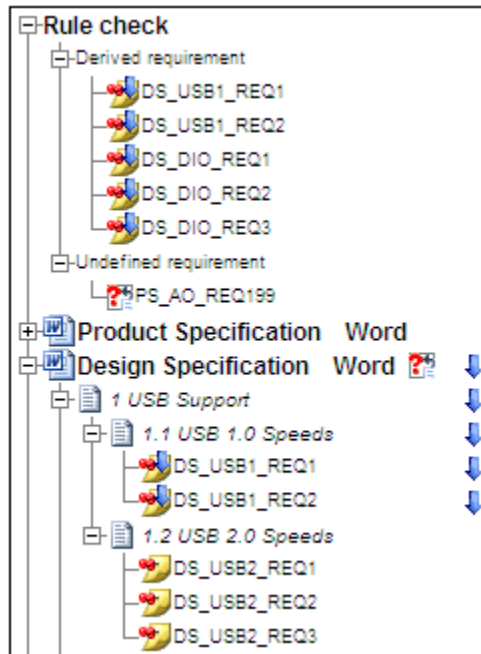 Rule check
Derived requirement
DS_USB1_REQ1
DS_USB1_REQ2
DS_DIO_REQ1
DS_DIO_REQ2
DS_DIO_REQ3
Undefined requirement
PS_AO_REQ199
Product Specification Word
Design Specification Word
1 USB Support
1.1 USB 1.0 Speeds
DS_USB1_REQ1
DS_USB1_REQ2
1.2 USB 2.0 Speeds
DS_USB2_REQ1
DS_USB2_REQ2
DS_USB2_REQ3